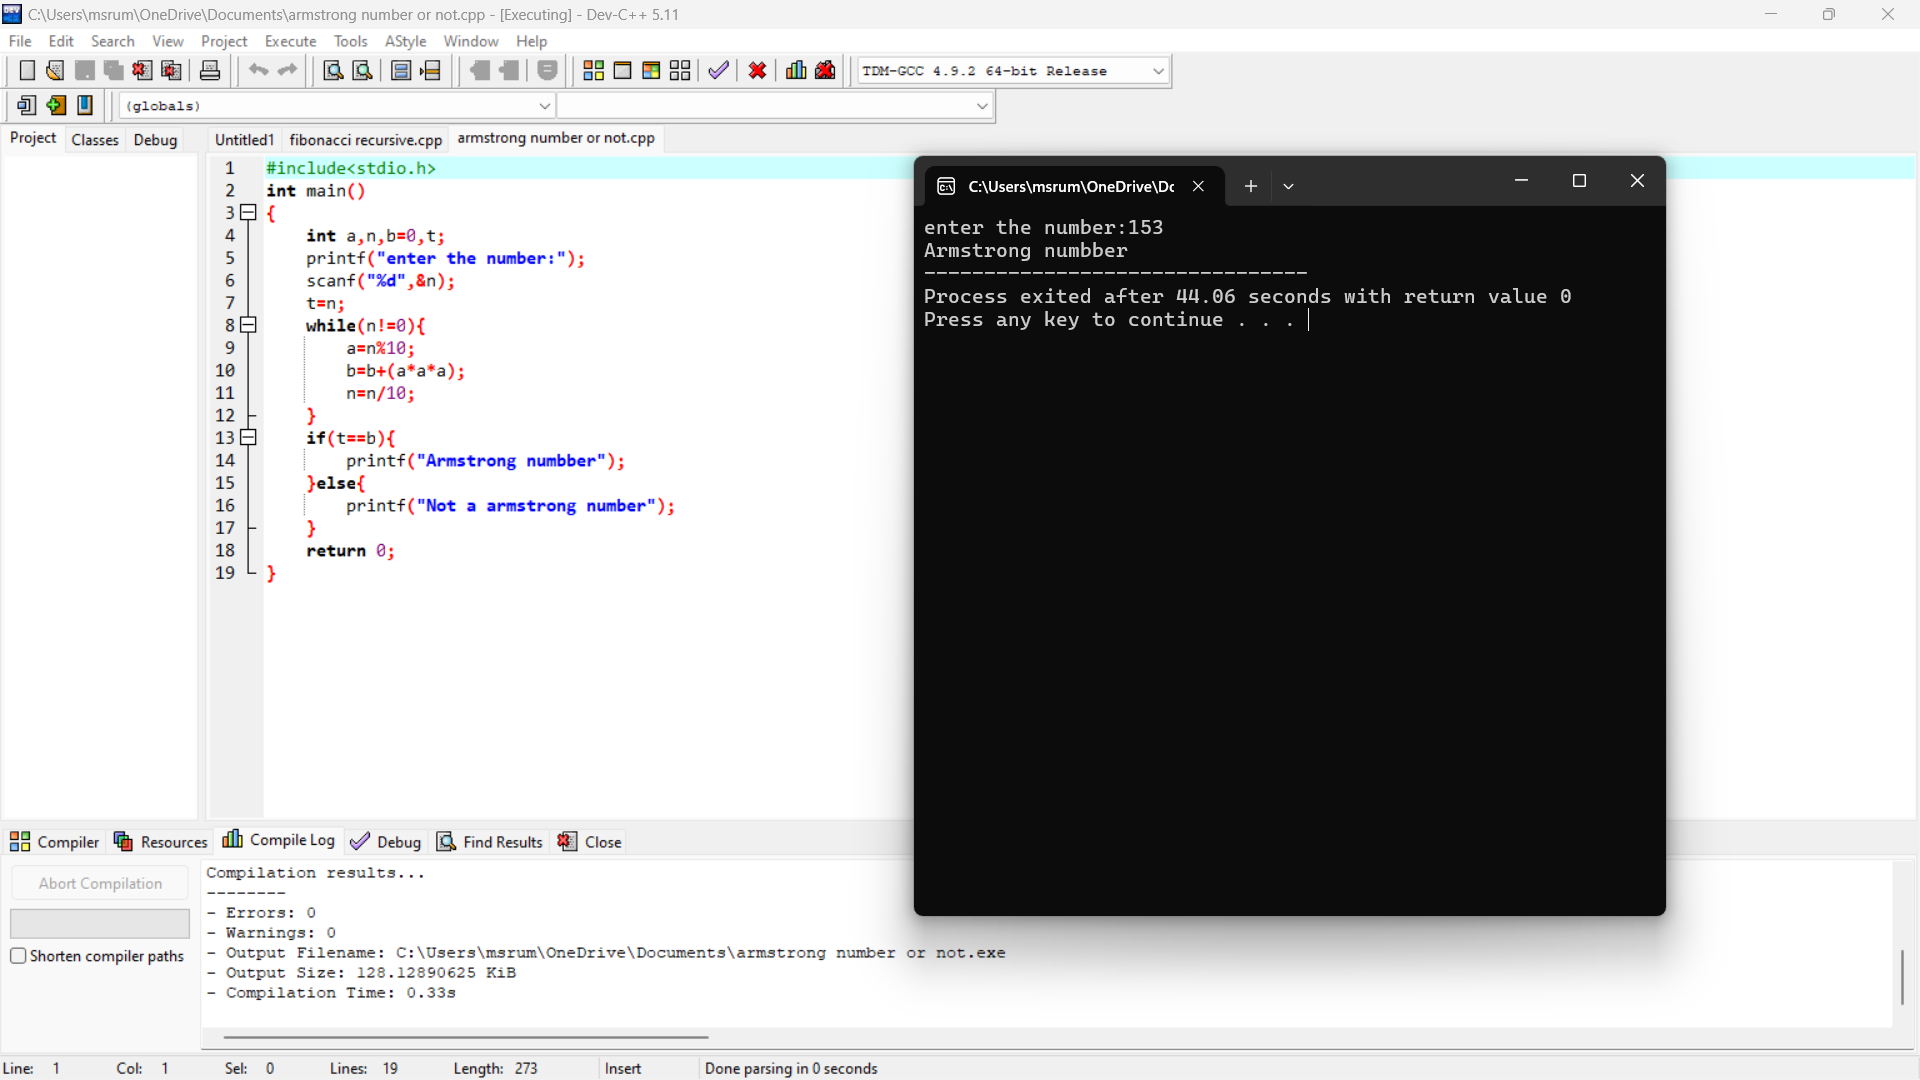 C:\Users\msrum\OneDrive\Documents\armstrong number or not.cpp - [Executing] - Dev-C++ 5.11
File Edit Search View Project Execute Tools AStyle Window Help
TDM-GCC 4.9.2 64-bit Release
(globals)
Project Classes Debug
Untitled1 fibonacci recursive.cpp armstrong number or not.cpp
1 #include<stdio.h>
2 int main()
3 {
4 int a,n,b=0,t;
5 printf("enter the number:");
6 scanf("%d",&n);
7 t=n;
8 while(n!=0){
9 a=n%10;
10 b=b+(a*a*a);
11 n=n/10;
12 }
13 if(t==b){
14 printf("Armstrong numbber");
15 }else{
16 printf("Not a armstrong number");
17 }
18 return 0;
19 }
C:\Users\msrum\OneDrive\Dc
enter the number:153
Armstrong numbber
--------------------------------
Process exited after 44.06 seconds with return value 0
Press any key to continue . . .
Compiler Resources Compile Log Debug Find Results Close
Abort Compilation
Shorten compiler paths
Compilation results...
--------
- Errors: 0
- Warnings: 0
- Output Filename: C:\Users\msrum\OneDrive\Documents\armstrong number or not.exe
- Output Size: 128.12890625 KiB
- Compilation Time: 0.33s
Line: 1 Col: 1 Sel: 0 Lines: 19 Length: 273 Insert Done parsing in 0 seconds